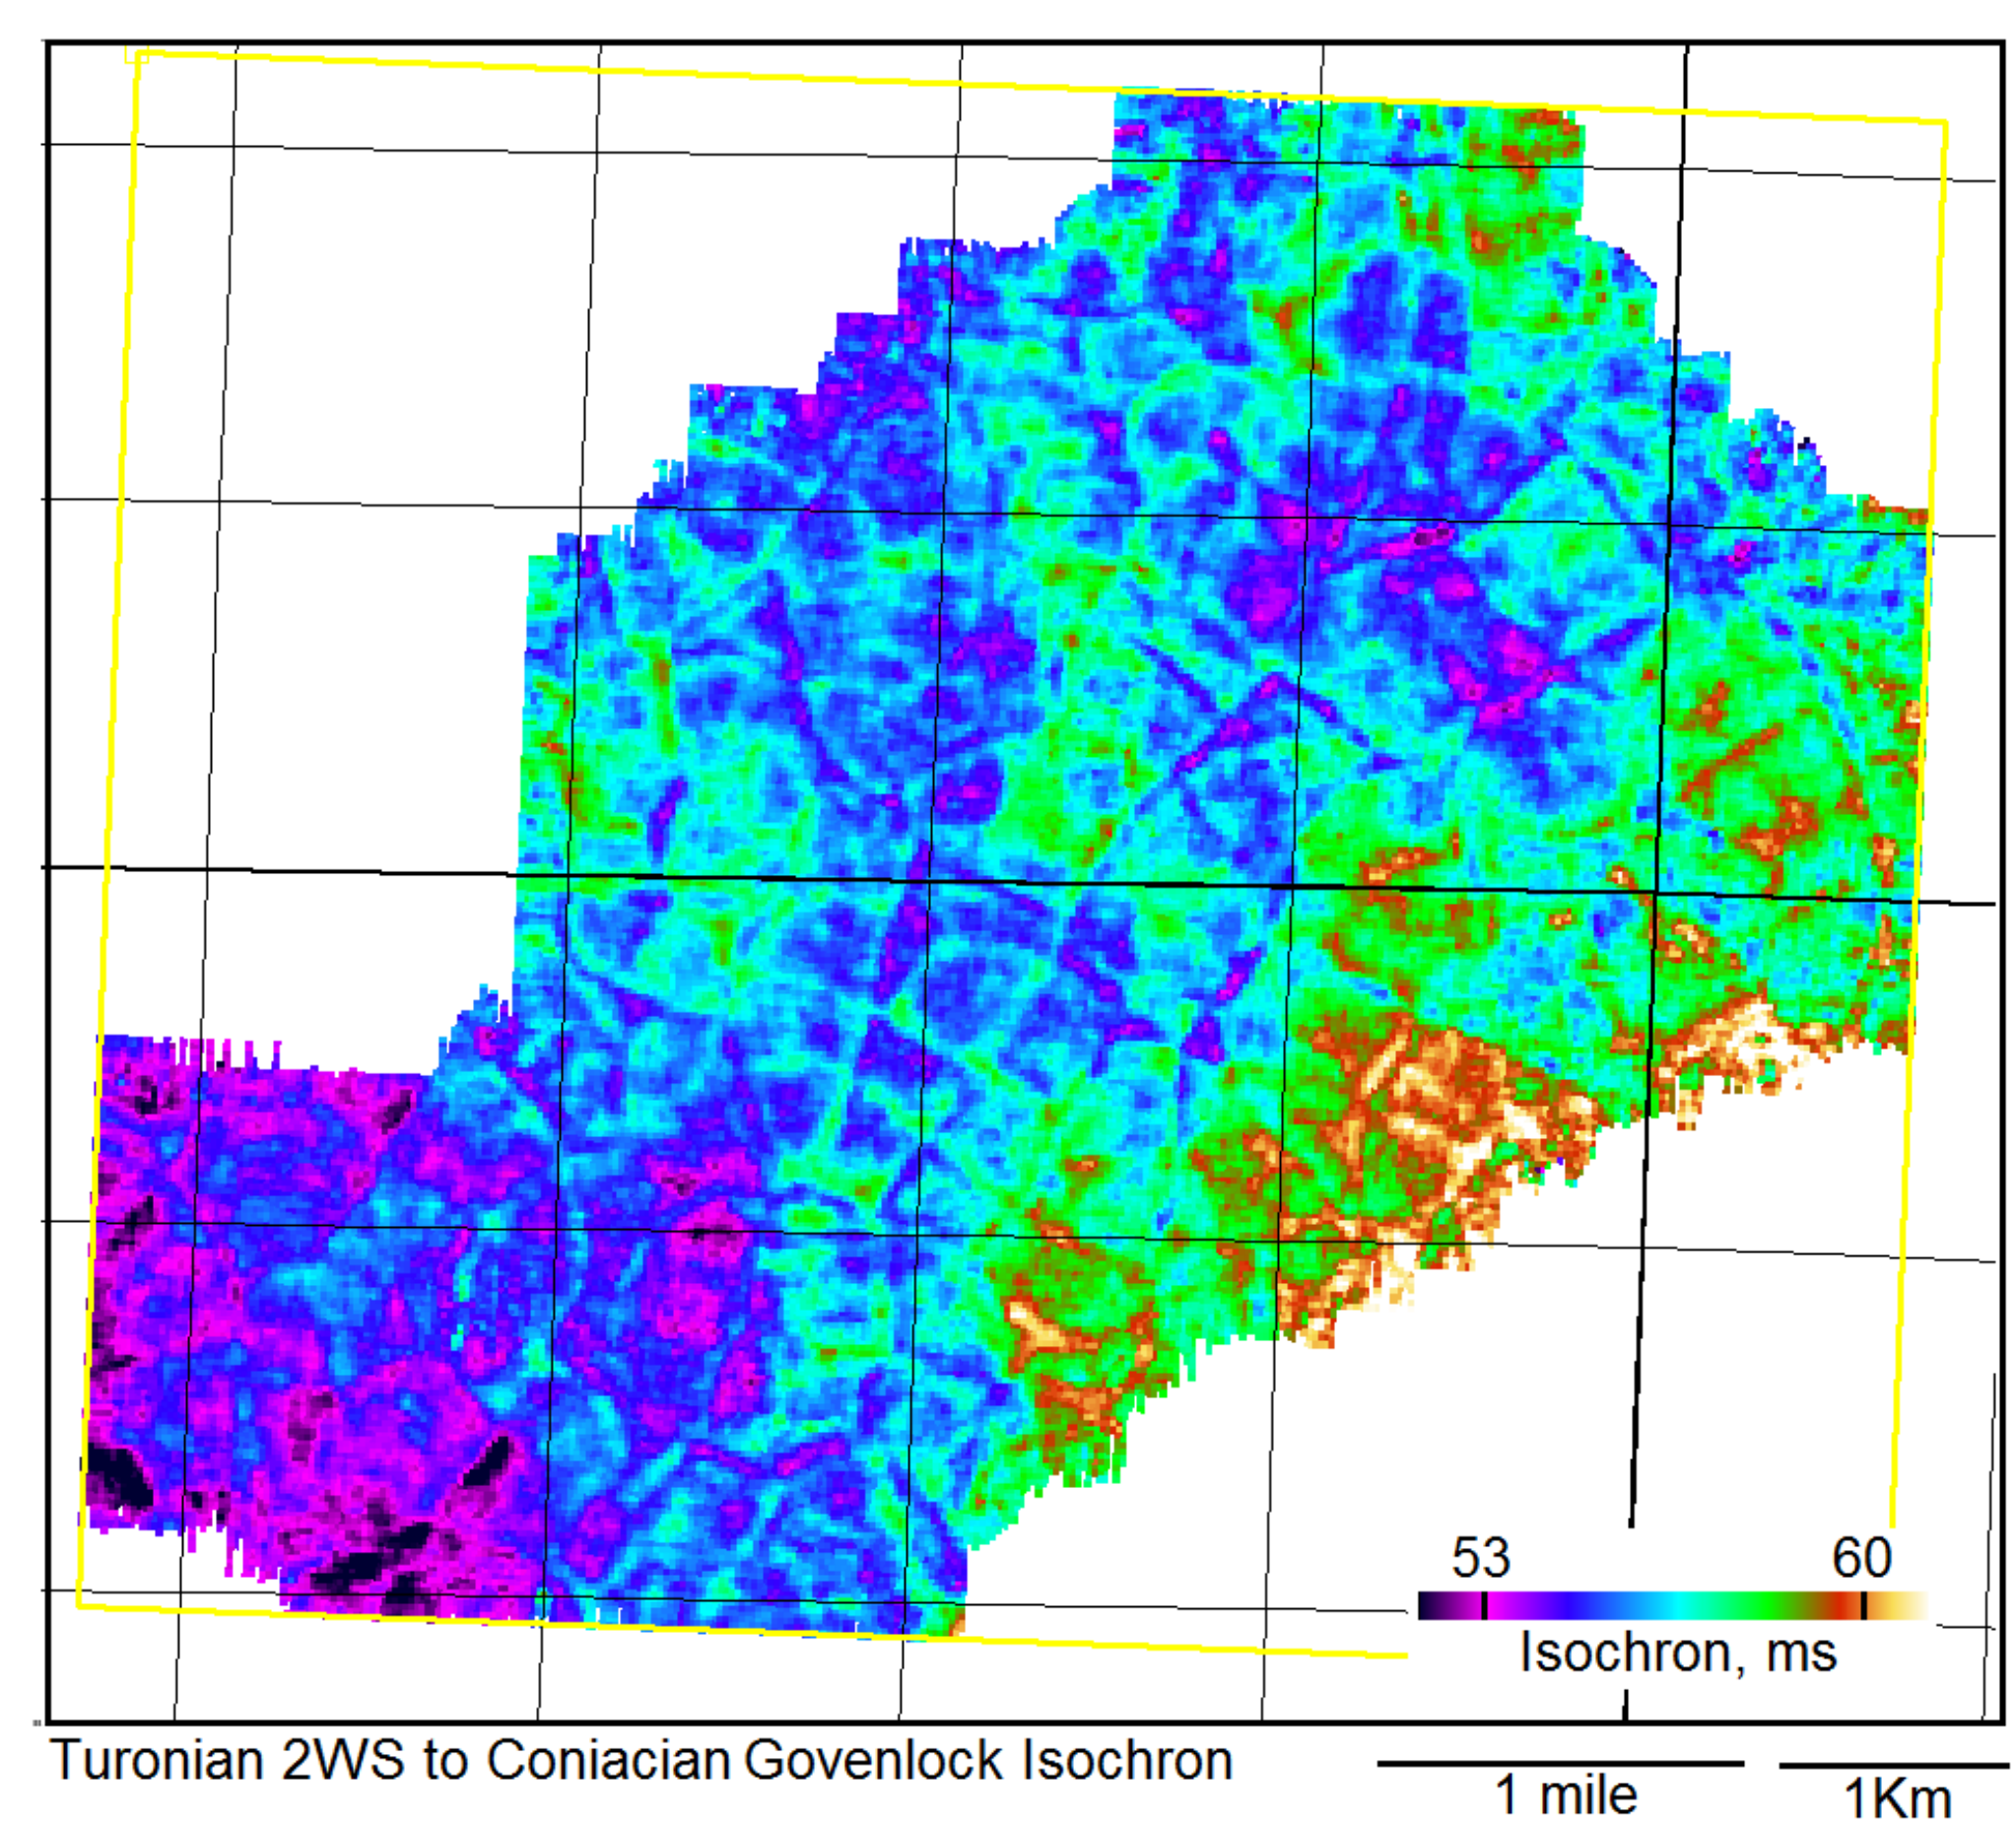 53 60
Isochron, ms
Turonian 2WS to Coniacian Govenlock Isochron
1 mile
1Km